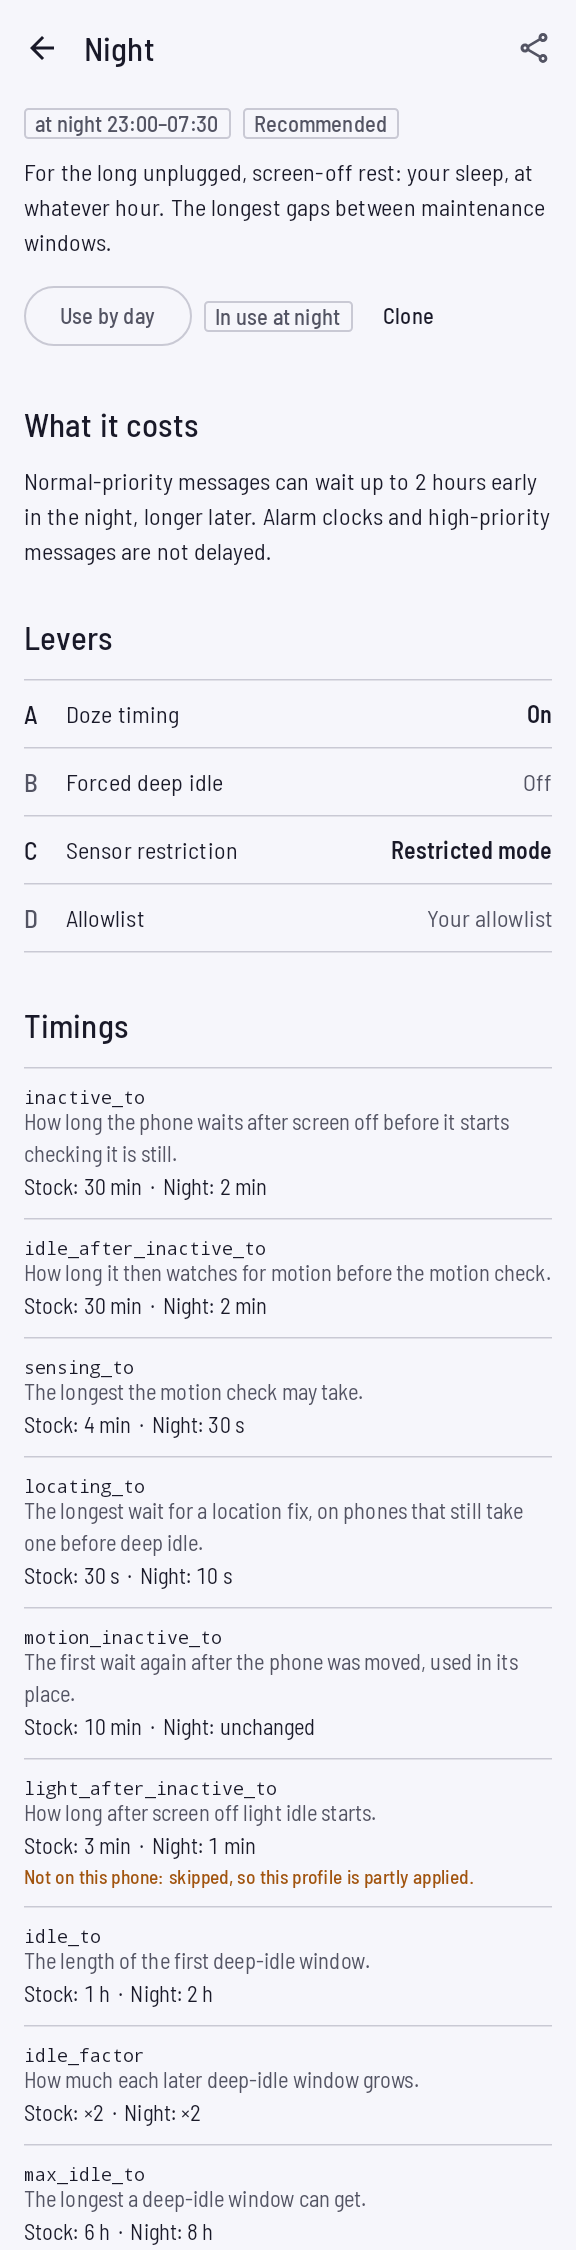 Night
at night 23:00–07:30 Recommended
For the long unplugged, screen-off rest: your sleep, at
whatever hour. The longest gaps between maintenance
windows.
Use by day In use at night Clone
What it costs
Normal-priority messages can wait up to 2 hours early
in the night, longer later. Alarm clocks and high-priority
messages are not delayed.
Levers
A Doze timing On
B Forced deep idle Off
C Sensor restriction Restricted mode
D Allowlist Your allowlist
Timings
inactive_to
How long the phone waits after screen off before it starts
checking it is still.
Stock: 30 min · Night: 2 min
idle_after_inactive_to
How long it then watches for motion before the motion check.
Stock: 30 min · Night: 2 min
sensing_to
The longest the motion check may take.
Stock: 4 min · Night: 30 s
locating_to
The longest wait for a location fix, on phones that still take
one before deep idle.
Stock: 30 s · Night: 10 s
motion_inactive_to
The first wait again after the phone was moved, used in its
place.
Stock: 10 min · Night: unchanged
light_after_inactive_to
How long after screen off light idle starts.
Stock: 3 min · Night: 1 min
Not on this phone: skipped, so this profile is partly applied.
idle_to
The length of the first deep-idle window.
Stock: 1 h · Night: 2 h
idle_factor
How much each later deep-idle window grows.
Stock: ×2 · Night: ×2
max_idle_to
The longest a deep-idle window can get.
Stock: 6 h · Night: 8 h